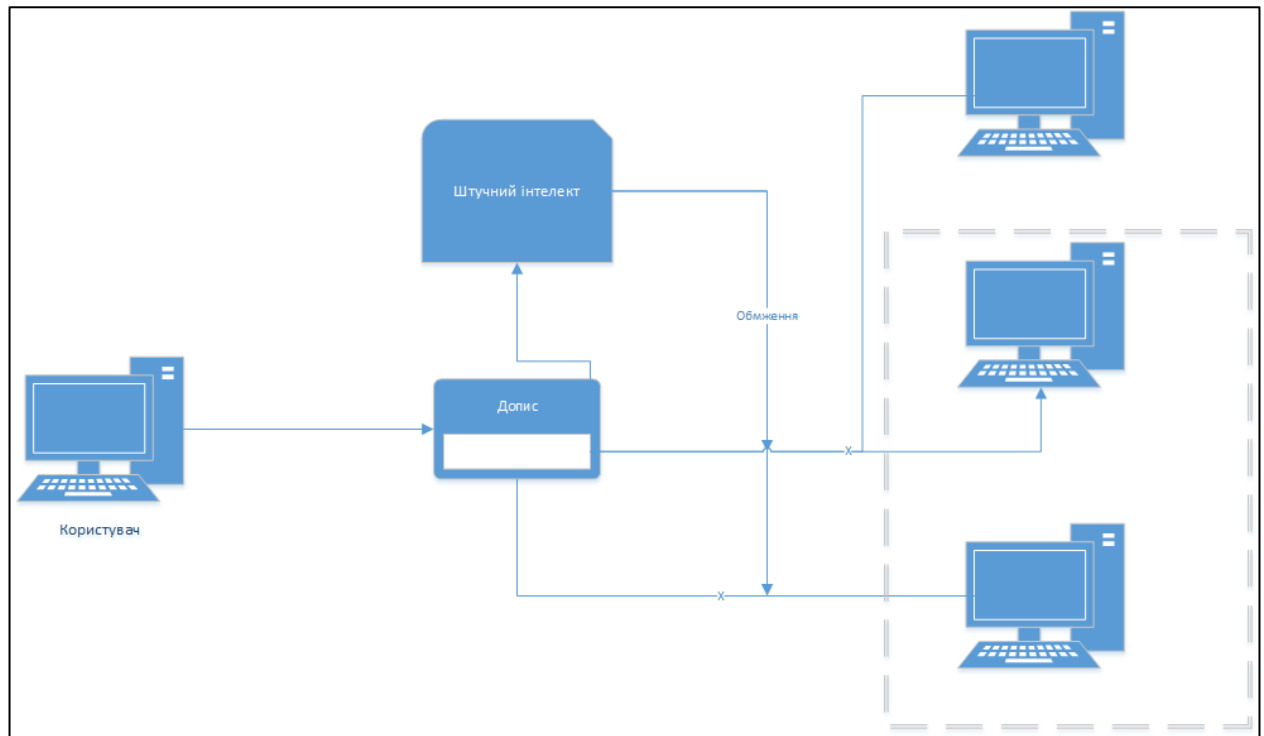 Штучний інтелект
Обмження
Допис
X
X
Користувач